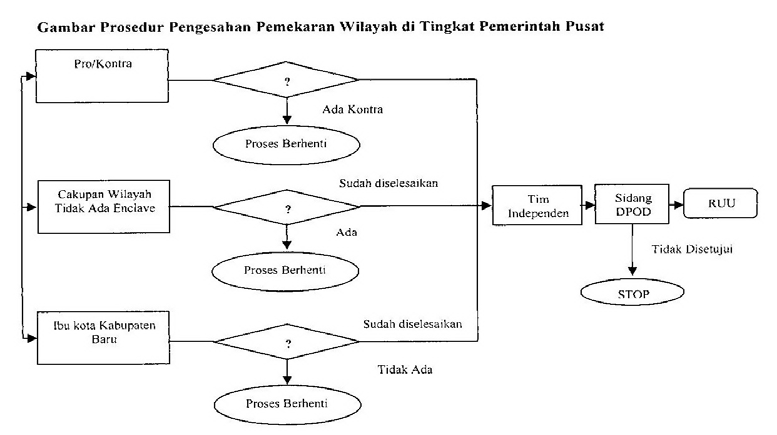 Gambar Prosedur Pengesahan Pemekaran Wilayah di Tingkat Pemerintah Pusat
Pro/Kontra
?
Ada Kontra
Proses Berhenti
Cakupan Wilayah
Tidak Ada Enclave
?
Sudah diselesaikan
Ada
Proses Berhenti
Tim
Independen
Sidang
DPOD
RUU
Tidak Disetujui
STOP
Ibu kota Kabupaten
Baru
?
Sudah diselesaikan
Tidak Ada
Proses Berhenti